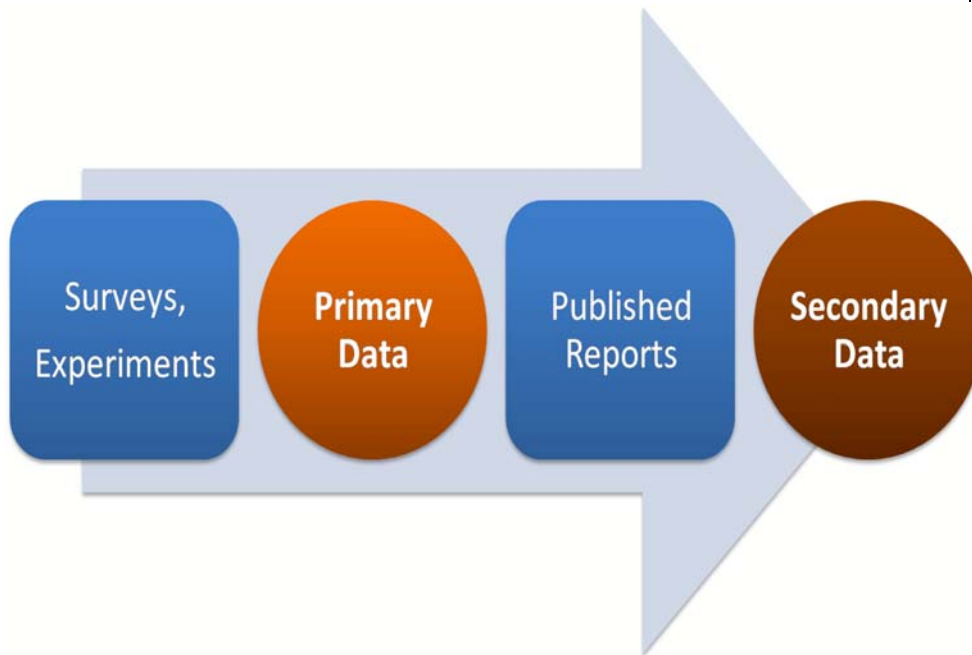 Surveys,
Experiments
Primary
Data
Published
Reports
Secondary
Data